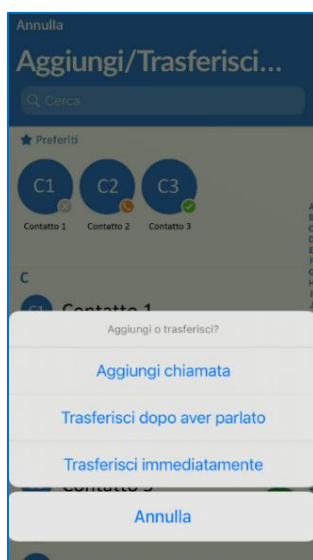 Annulla
Aggiungi/Trasferisci...
Cerca
Preferiti
C1 C2 C3
Contatto 1 Contatto 2 Contatto 3
C
Contatto 1
Aggiungi o trasferisci?
Aggiungi chiamata
Trasferisci dopo aver parlato
Trasferisci immediatamente
Contatto 3
Annulla